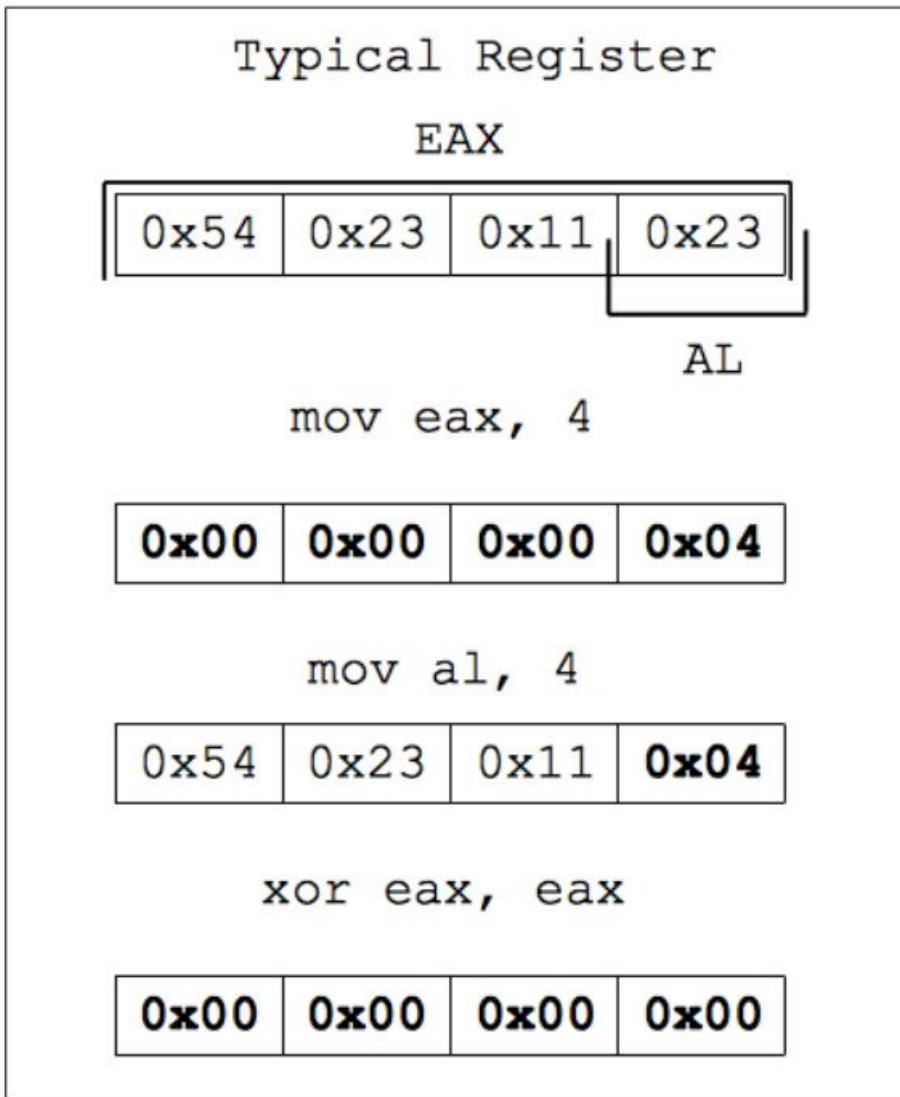 Typical Register
EAX
0x54 0x23 0x11 0x23
AL
mov eax, 4
0x00 0x00 0x00 0x04
mov al, 4
0x54 0x23 0x11 0x04
xor eax, eax
0x00 0x00 0x00 0x00